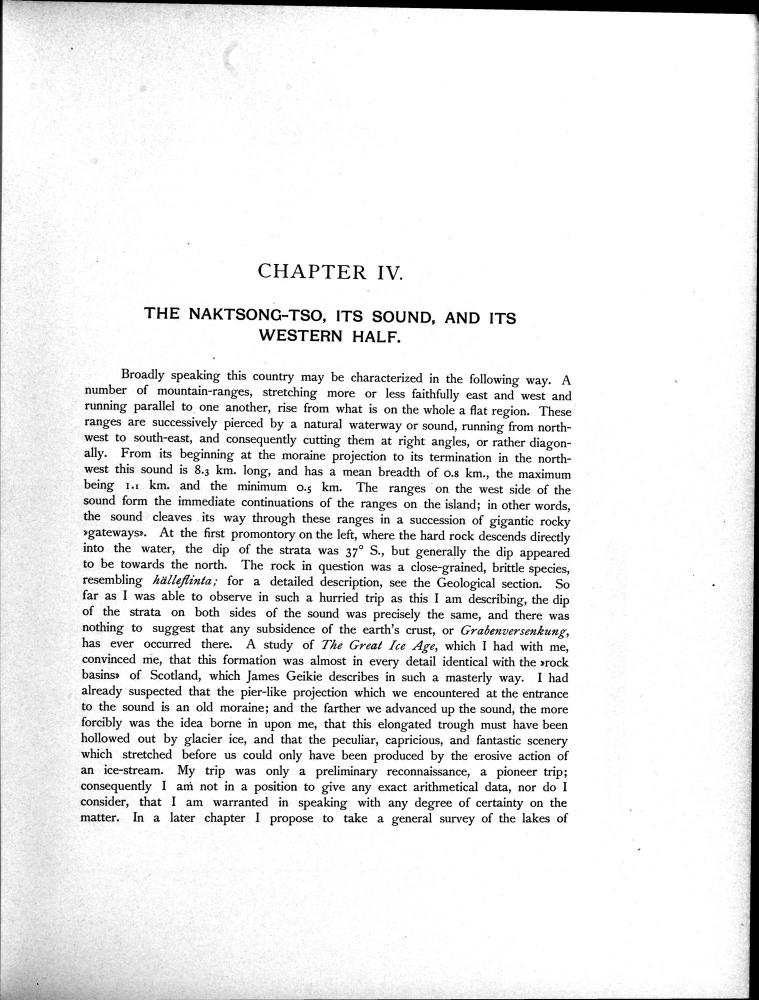 CHAPTER IV.
THE NAKTSONG-TSO, ITS SOUND, AND ITS
WESTERN HALF.
Broadly speaking this country may be characterized in the following way. A
number of mountain-ranges, stretching more or less faithfully east and west and
running parallel to one another, rise from what is on the whole a flat region. These
ranges are successively pierced by a natural waterway or sound, running from north-
west to south-east, and consequently cutting them at right angles, or rather diagon-
ally. From its beginning at the moraine projection to its termination in the north-
west this sound is 8.3 km. long, and has a mean breadth of 0.8 km., the maximum
being 1.1 km. and the minimum 0.5 km. The ranges on the west side of the
sound form the immediate continuations of the ranges on the island; in other words,
the sound cleaves its way through these ranges in a succession of gigantic rocky
»gateways». At the first promontory on the left, where the hard rock descends directly
into the water, the dip of the strata was 37° S., but generally the dip appeared
to be towards the north. The rock in question was a close-grained, brittle species,
resembling hälleflinta; for a detailed description, see the Geological section. So
far as I was able to observe in such a hurried trip as this I am describing, the dip
of the strata on both sides of the sound was precisely the same, and there was
nothing to suggest that any subsidence of the earth's crust, or Grabenversenkung,
has ever occurred there. A study of The Great Ice Age, which I had with me,
convinced me, that this formation was almost in every detail identical with the »rock
basins» of Scotland, which James Geikie describes in such a masterly way. I had
already suspected that the pier-like projection which we encountered at the entrance
to the sound is an old moraine; and the farther we advanced up the sound, the more
forcibly was the idea borne in upon me, that this elongated trough must have been
hollowed out by glacier ice, and that the peculiar, capricious, and fantastic scenery
which stretched before us could only have been produced by the erosive action of
an ice-stream. My trip was only a preliminary reconnaissance, a pioneer trip;
consequently I am not in a position to give any exact arithmetical data, nor do I
consider, that I am warranted in speaking with any degree of certainty on the
matter. In a later chapter I propose to take a general survey of the lakes of